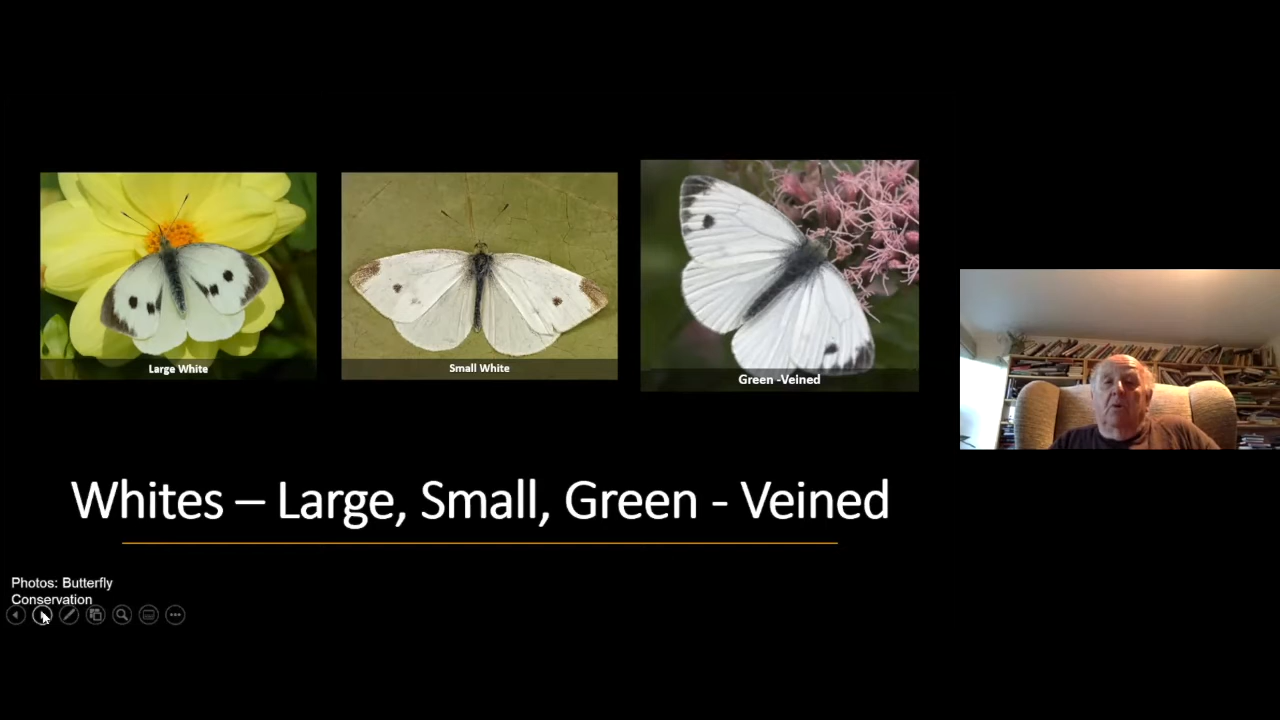 Large White
Small White
Green -Veined
Whites – Large, Small, Green - Veined
Photos: Butterfly
Conservation